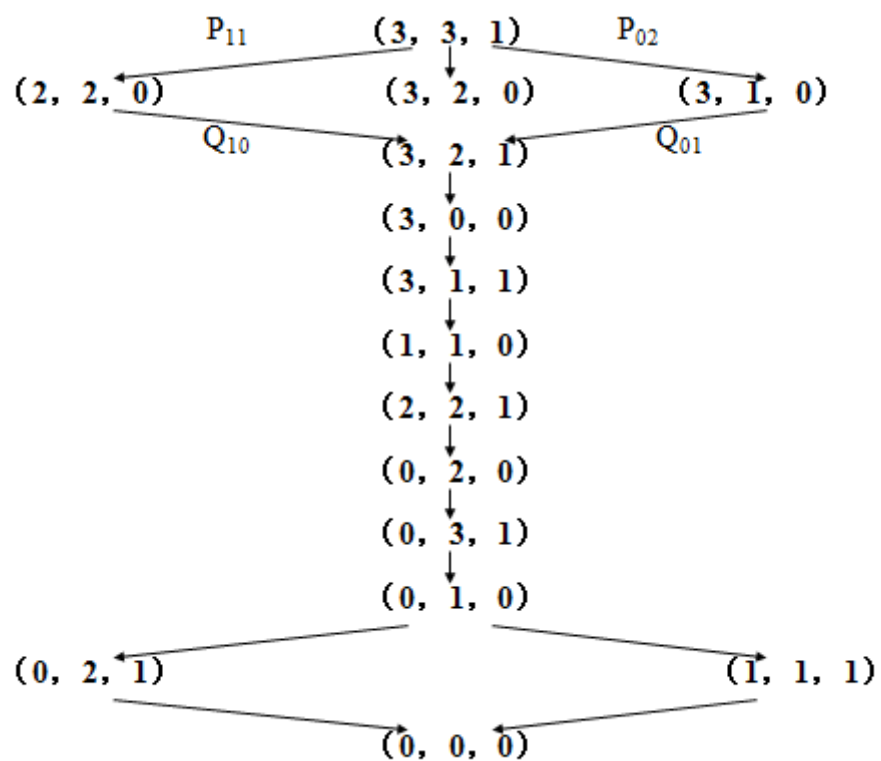 P₁₁ (3, 3, 1) P₀₂
(2, 2, 0) (3, 2, 0) (3, 1, 0)
Q₁₀ (3, 2, 1) Q₀₁
(3, 0, 0)
(3, 1, 1)
(1, 1, 0)
(2, 2, 1)
(0, 2, 0)
(0, 3, 1)
(0, 1, 0)
(0, 2, 1) (1, 1, 1)
(0, 0, 0)